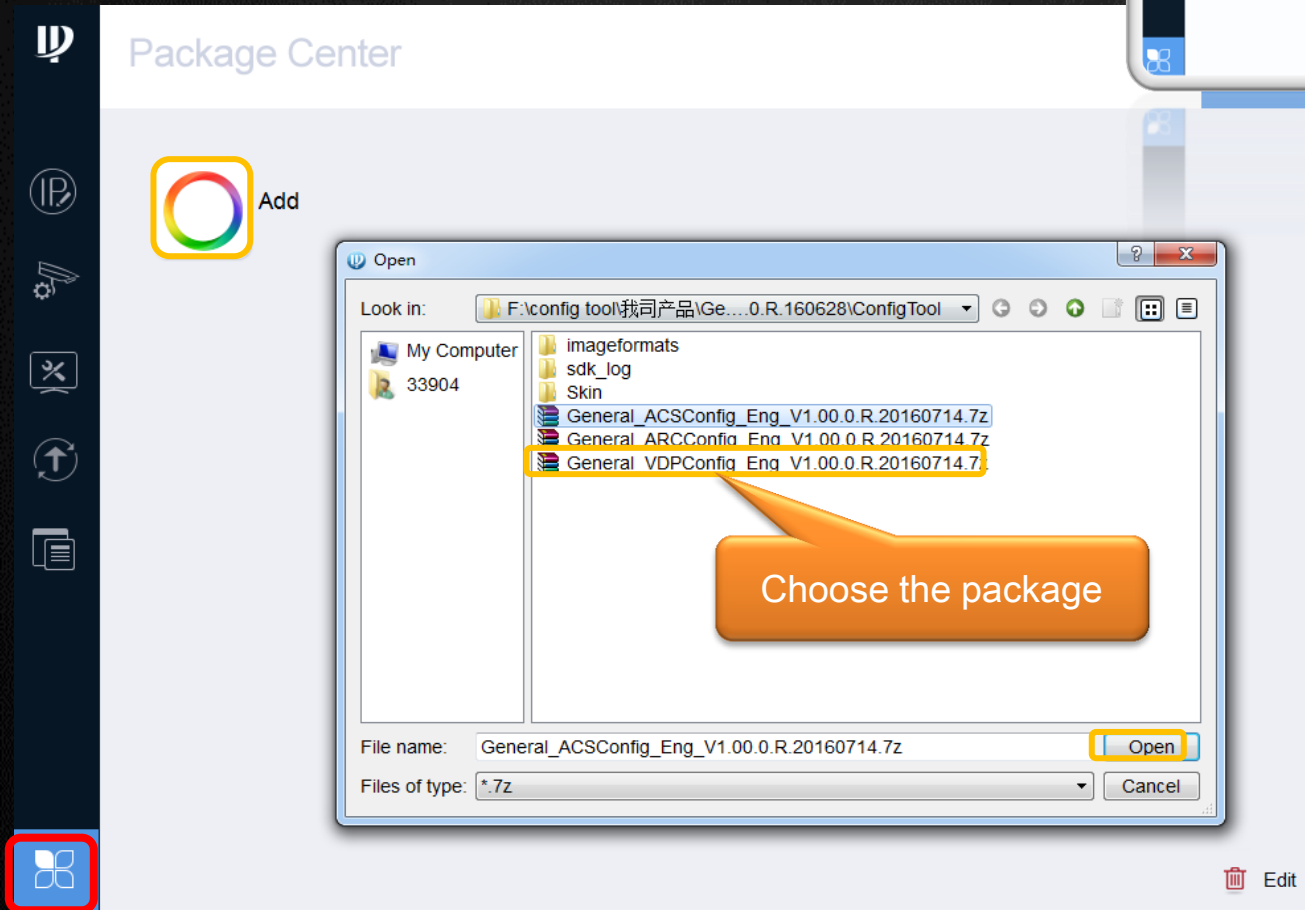 Package Center
Add
Open
Look in: F:\config tool\我司产品\Ge....0.R.160628\ConfigTool
My Computer
33904
imageformats
sdk_log
Skin
General_ACSConfig_Eng_V1.00.0.R.20160714.7z
General_ARCConfig_Eng_V1.00.0.R.20160714.7z
General_VDPConfig_Eng_V1.00.0.R.20160714.7z
Choose the package
File name: General_ACSConfig_Eng_V1.00.0.R.20160714.7z Open
Files of type: *.7z Cancel
Edit